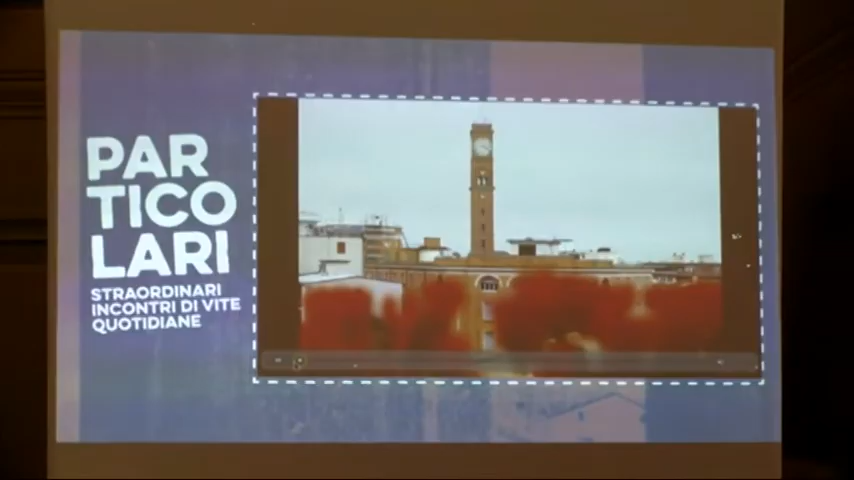 PAR
TICO
LARI
STRAORDINARI
INCONTRI DI VITE
QUOTIDIANE